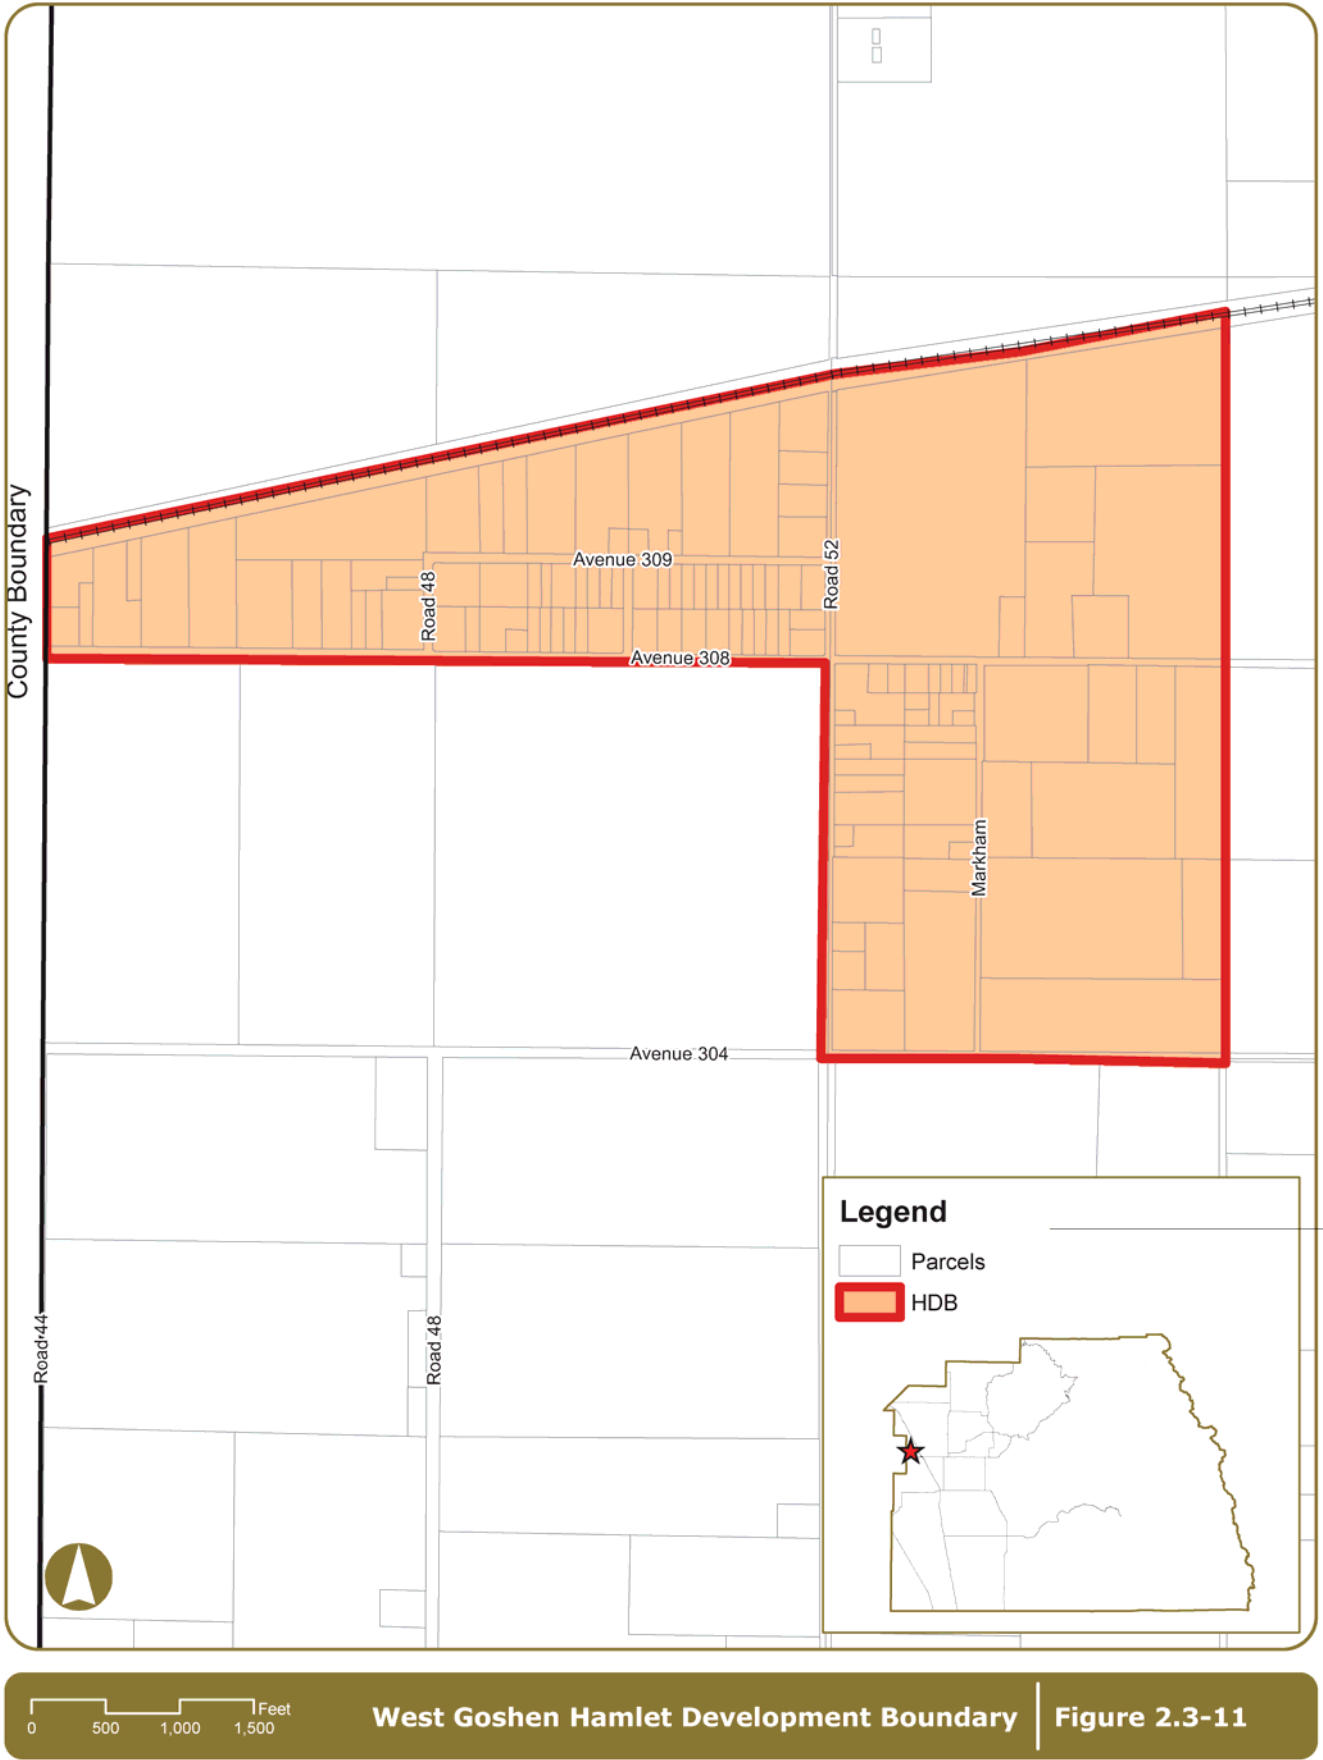 County Boundary
Avenue 309
Road 48
Road 52
Avenue 308
Markham
Avenue 304
Road 44
Road 48
Legend
Parcels
HDB
Feet
0 500 1,000 1,500
West Goshen Hamlet Development Boundary
Figure 2.3-11